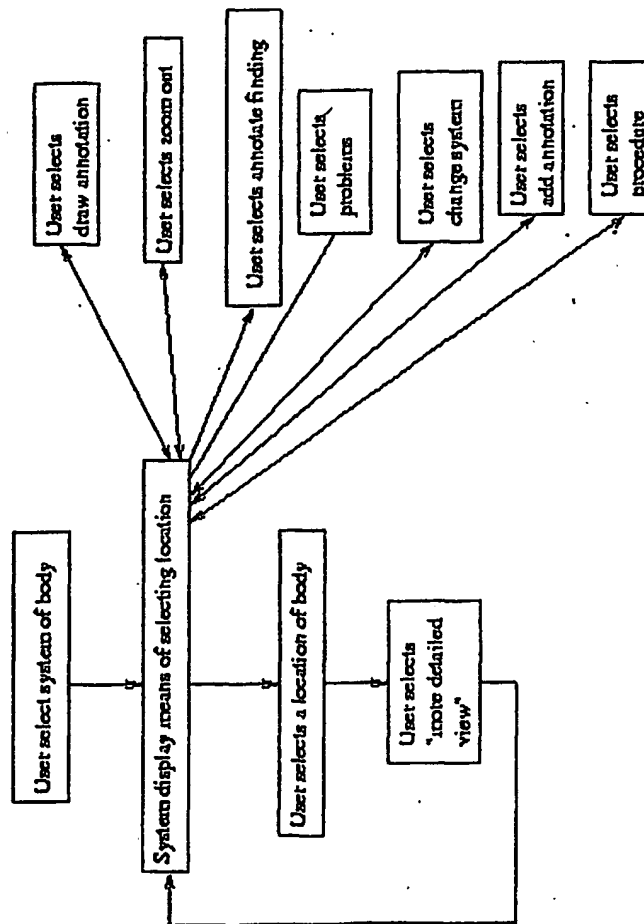 User select system of body
System display means of selecting location
User selects a location of body
User selects
"more detailed
view"
User selects
draw annotation
User selects zoom out
User selects annotate finding
User selects
problems
User selects
change system
User selects
add annotation
User selects
procedure